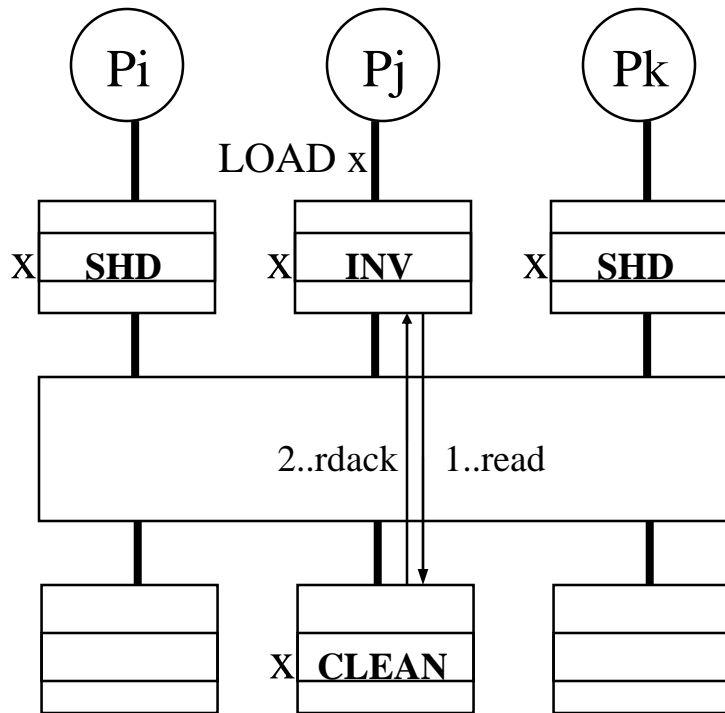 Pi Pj Pk
LOAD x
X SHD X INV X SHD
2..rdack 1..read
X CLEAN